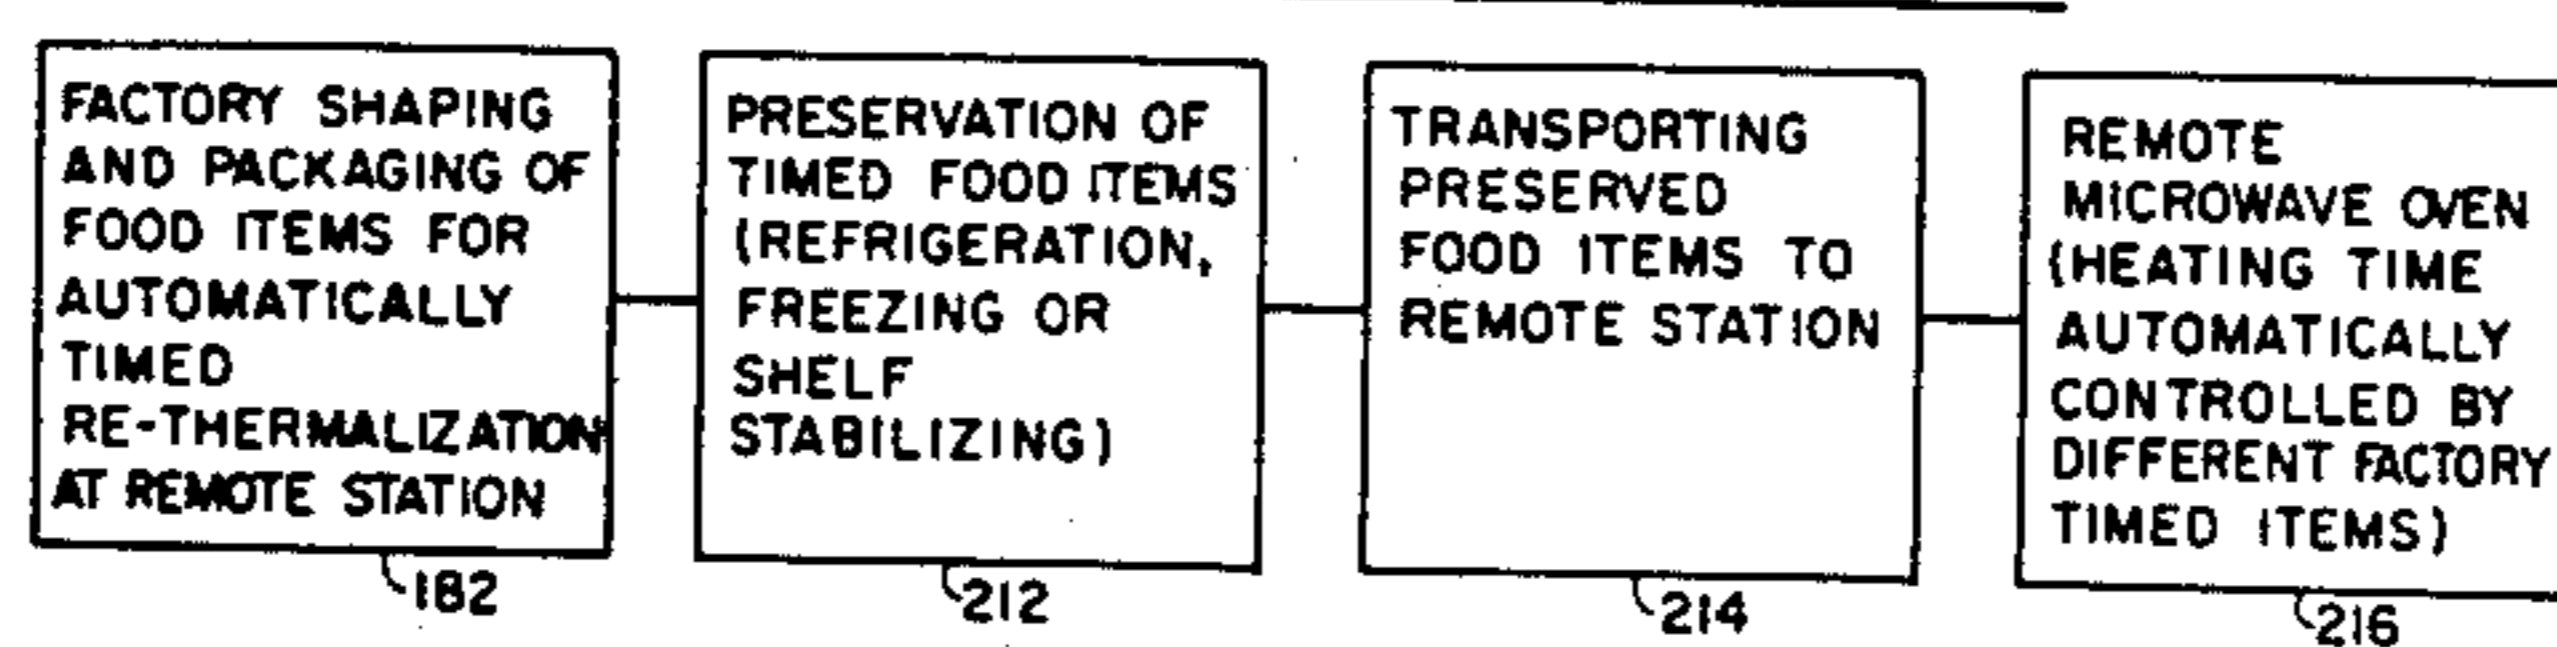 FACTORY SHAPING
AND PACKAGING OF
FOOD ITEMS FOR
AUTOMATICALLY
TIMED
RE-THERMALIZATION
AT REMOTE STATION
182
PRESERVATION OF
TIMED FOOD ITEMS
(REFRIGERATION,
FREEZING OR
SHELF
STABILIZING)
212
TRANSPORTING
PRESERVED
FOOD ITEMS TO
REMOTE STATION
214
REMOTE
MICROWAVE OVEN
(HEATING TIME
AUTOMATICALLY
CONTROLLED BY
DIFFERENT FACTORY
TIMED ITEMS)
216